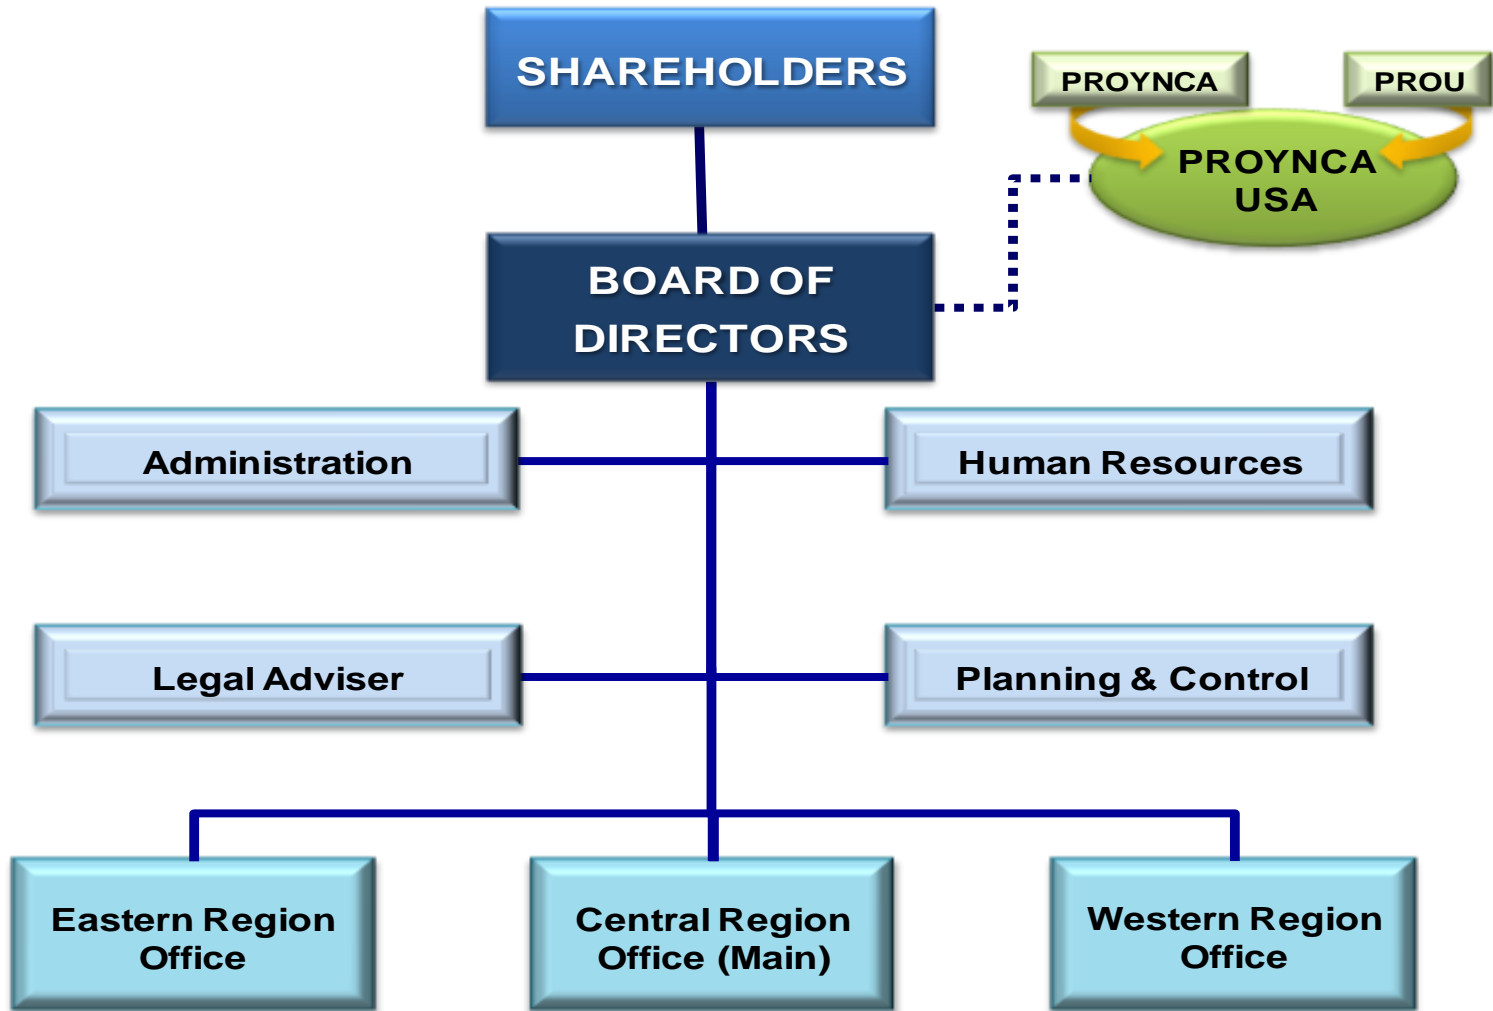 SHAREHOLDERS
PROYNCA
PROU
PROYNCA
USA
BOARD OF
DIRECTORS
Administration
Human Resources
Legal Adviser
Planning & Control
Eastern Region
Office
Central Region
Office (Main)
Western Region
Office